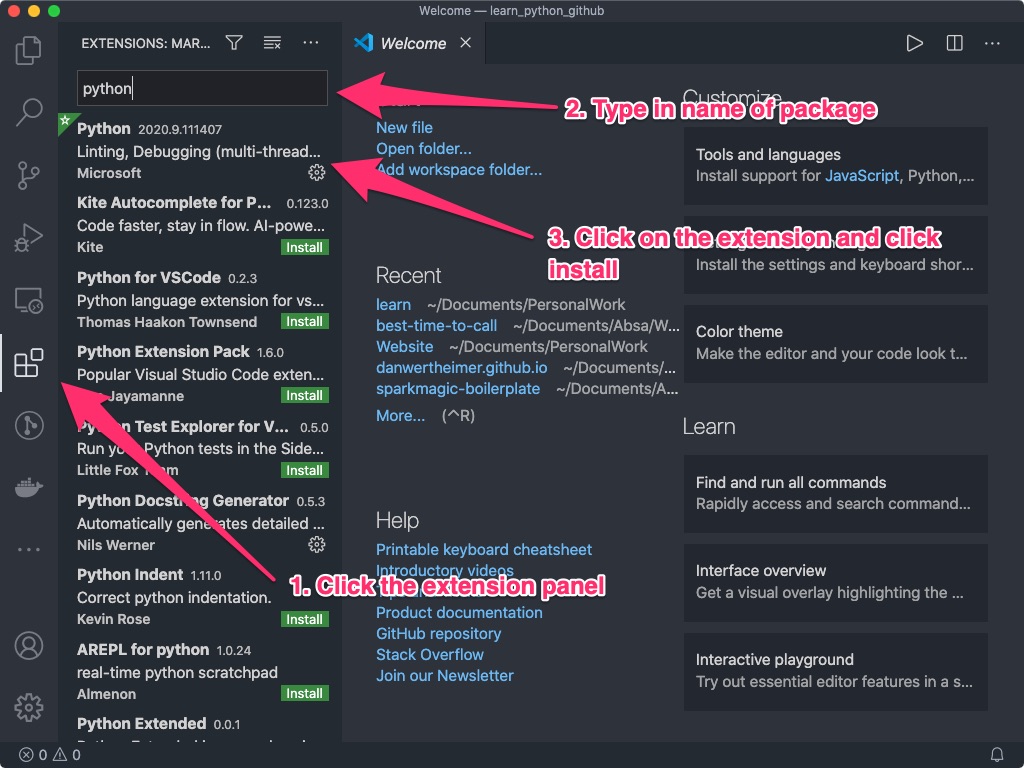 Welcome — learn_python_github
EXTENSIONS: MAR...
Welcome
python
Python 2020.9.111407
Linting, Debugging (multi-thread...
Microsoft
Kite Autocomplete for P... 0.123.0
Code faster, stay in flow. AI-powe...
Kite Install
Python for VSCode 0.2.3
Python language extension for vs...
Thomas Haakon Townsend Install
Python Extension Pack 1.6.0
Popular Visual Studio Code exten...
Jayamanne Install
Python Test Explorer for V... 0.5.0
Run your Python tests in the Side...
Little Fox Team Install
Python Docstring Generator 0.5.3
Automatically generates detailed ...
Nils Werner
Python Indent 1.11.0
Correct python indentation.
Kevin Rose Install
AREPL for python 1.0.24
real-time python scratchpad
Almenon Install
Python Extended 0.0.1
2. Type in name of package
3. Click on the extension and click
install
1. Click the extension panel
New file
Open folder...
Add workspace folder...
Recent
learn ~/Documents/PersonalWork
best-time-to-call ~/Documents/Absa/W...
Website ~/Documents/PersonalWork
danwertheimer.github.io ~/Documents/...
sparkmagic-boilerplate ~/Documents/A...
More... (^R)
Help
Printable keyboard cheatsheet
Introductory videos
Product documentation
GitHub repository
Stack Overflow
Join our Newsletter
Customize
Tools and languages
Install support for JavaScript, Python,...
Install the settings and keyboard shor...
Color theme
Make the editor and your code look t...
Learn
Find and run all commands
Rapidly access and search command...
Interface overview
Get a visual overlay highlighting the ...
Interactive playground
Try out essential editor features in a s...
0 0